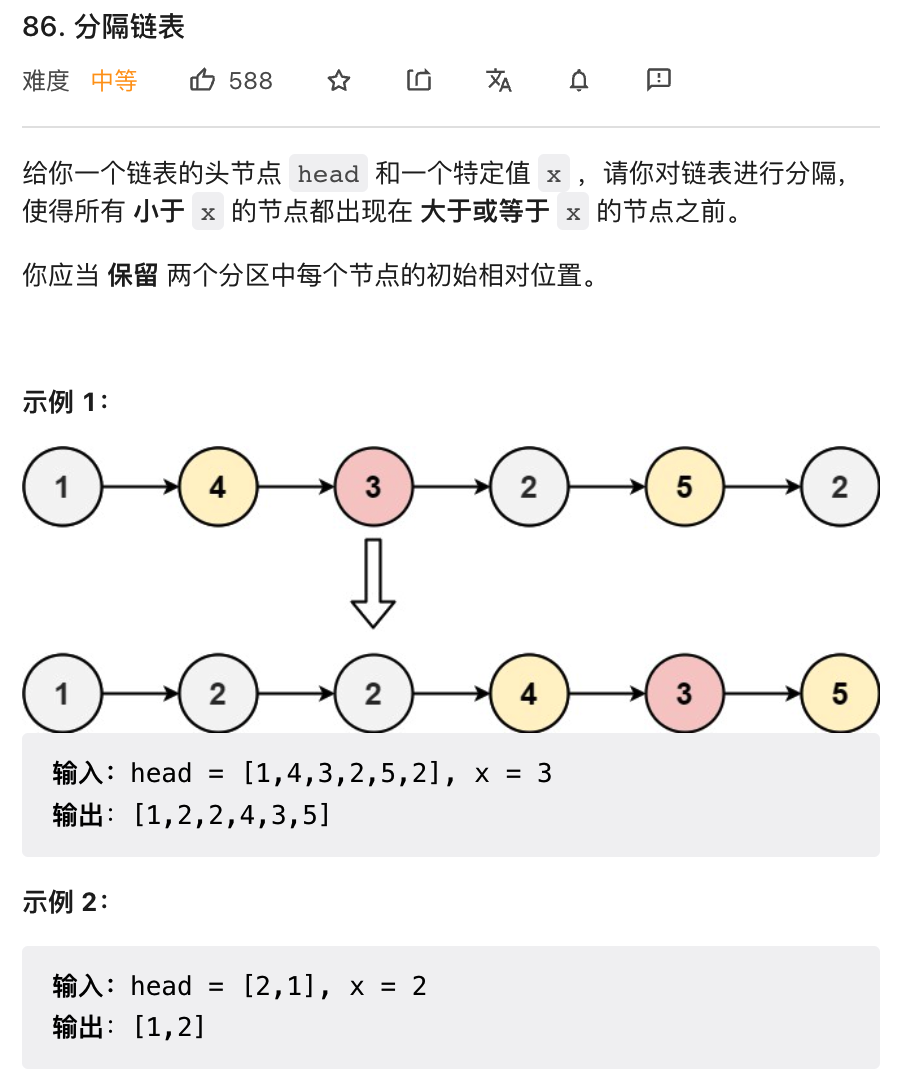 86. 分隔链表
难度 中等 588
给你一个链表的头节点 head 和一个特定值 x ，请你对链表进行分隔，
使得所有 小于 x 的节点都出现在 大于或等于 x 的节点之前。
你应当 保留 两个分区中每个节点的初始相对位置。
示例 1：
1 4 3 2 5 2
1 2 2 4 3 5
输入：head = [1,4,3,2,5,2], x = 3
输出：[1,2,2,4,3,5]
示例 2：
输入：head = [2,1], x = 2
输出：[1,2]